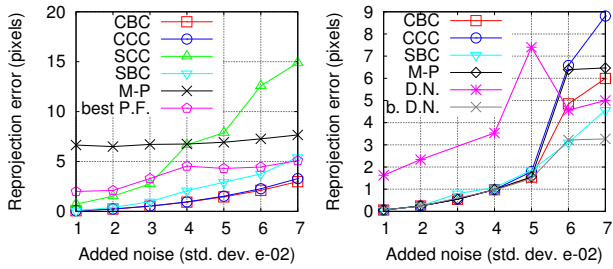 Reprojection error (pixels)
20
15
10
5
0
CBC
CCC
SCC
SBC
M-P
best P.F.
1 2 3 4 5 6 7
Added noise (std. dev. e-02)
Reprojection error (pixels)
9
8
7
6
5
4
3
2
1
0
CBC
CCC
SBC
M-P
D.N.
b. D.N.
1 2 3 4 5 6 7
Added noise (std. dev. e-02)